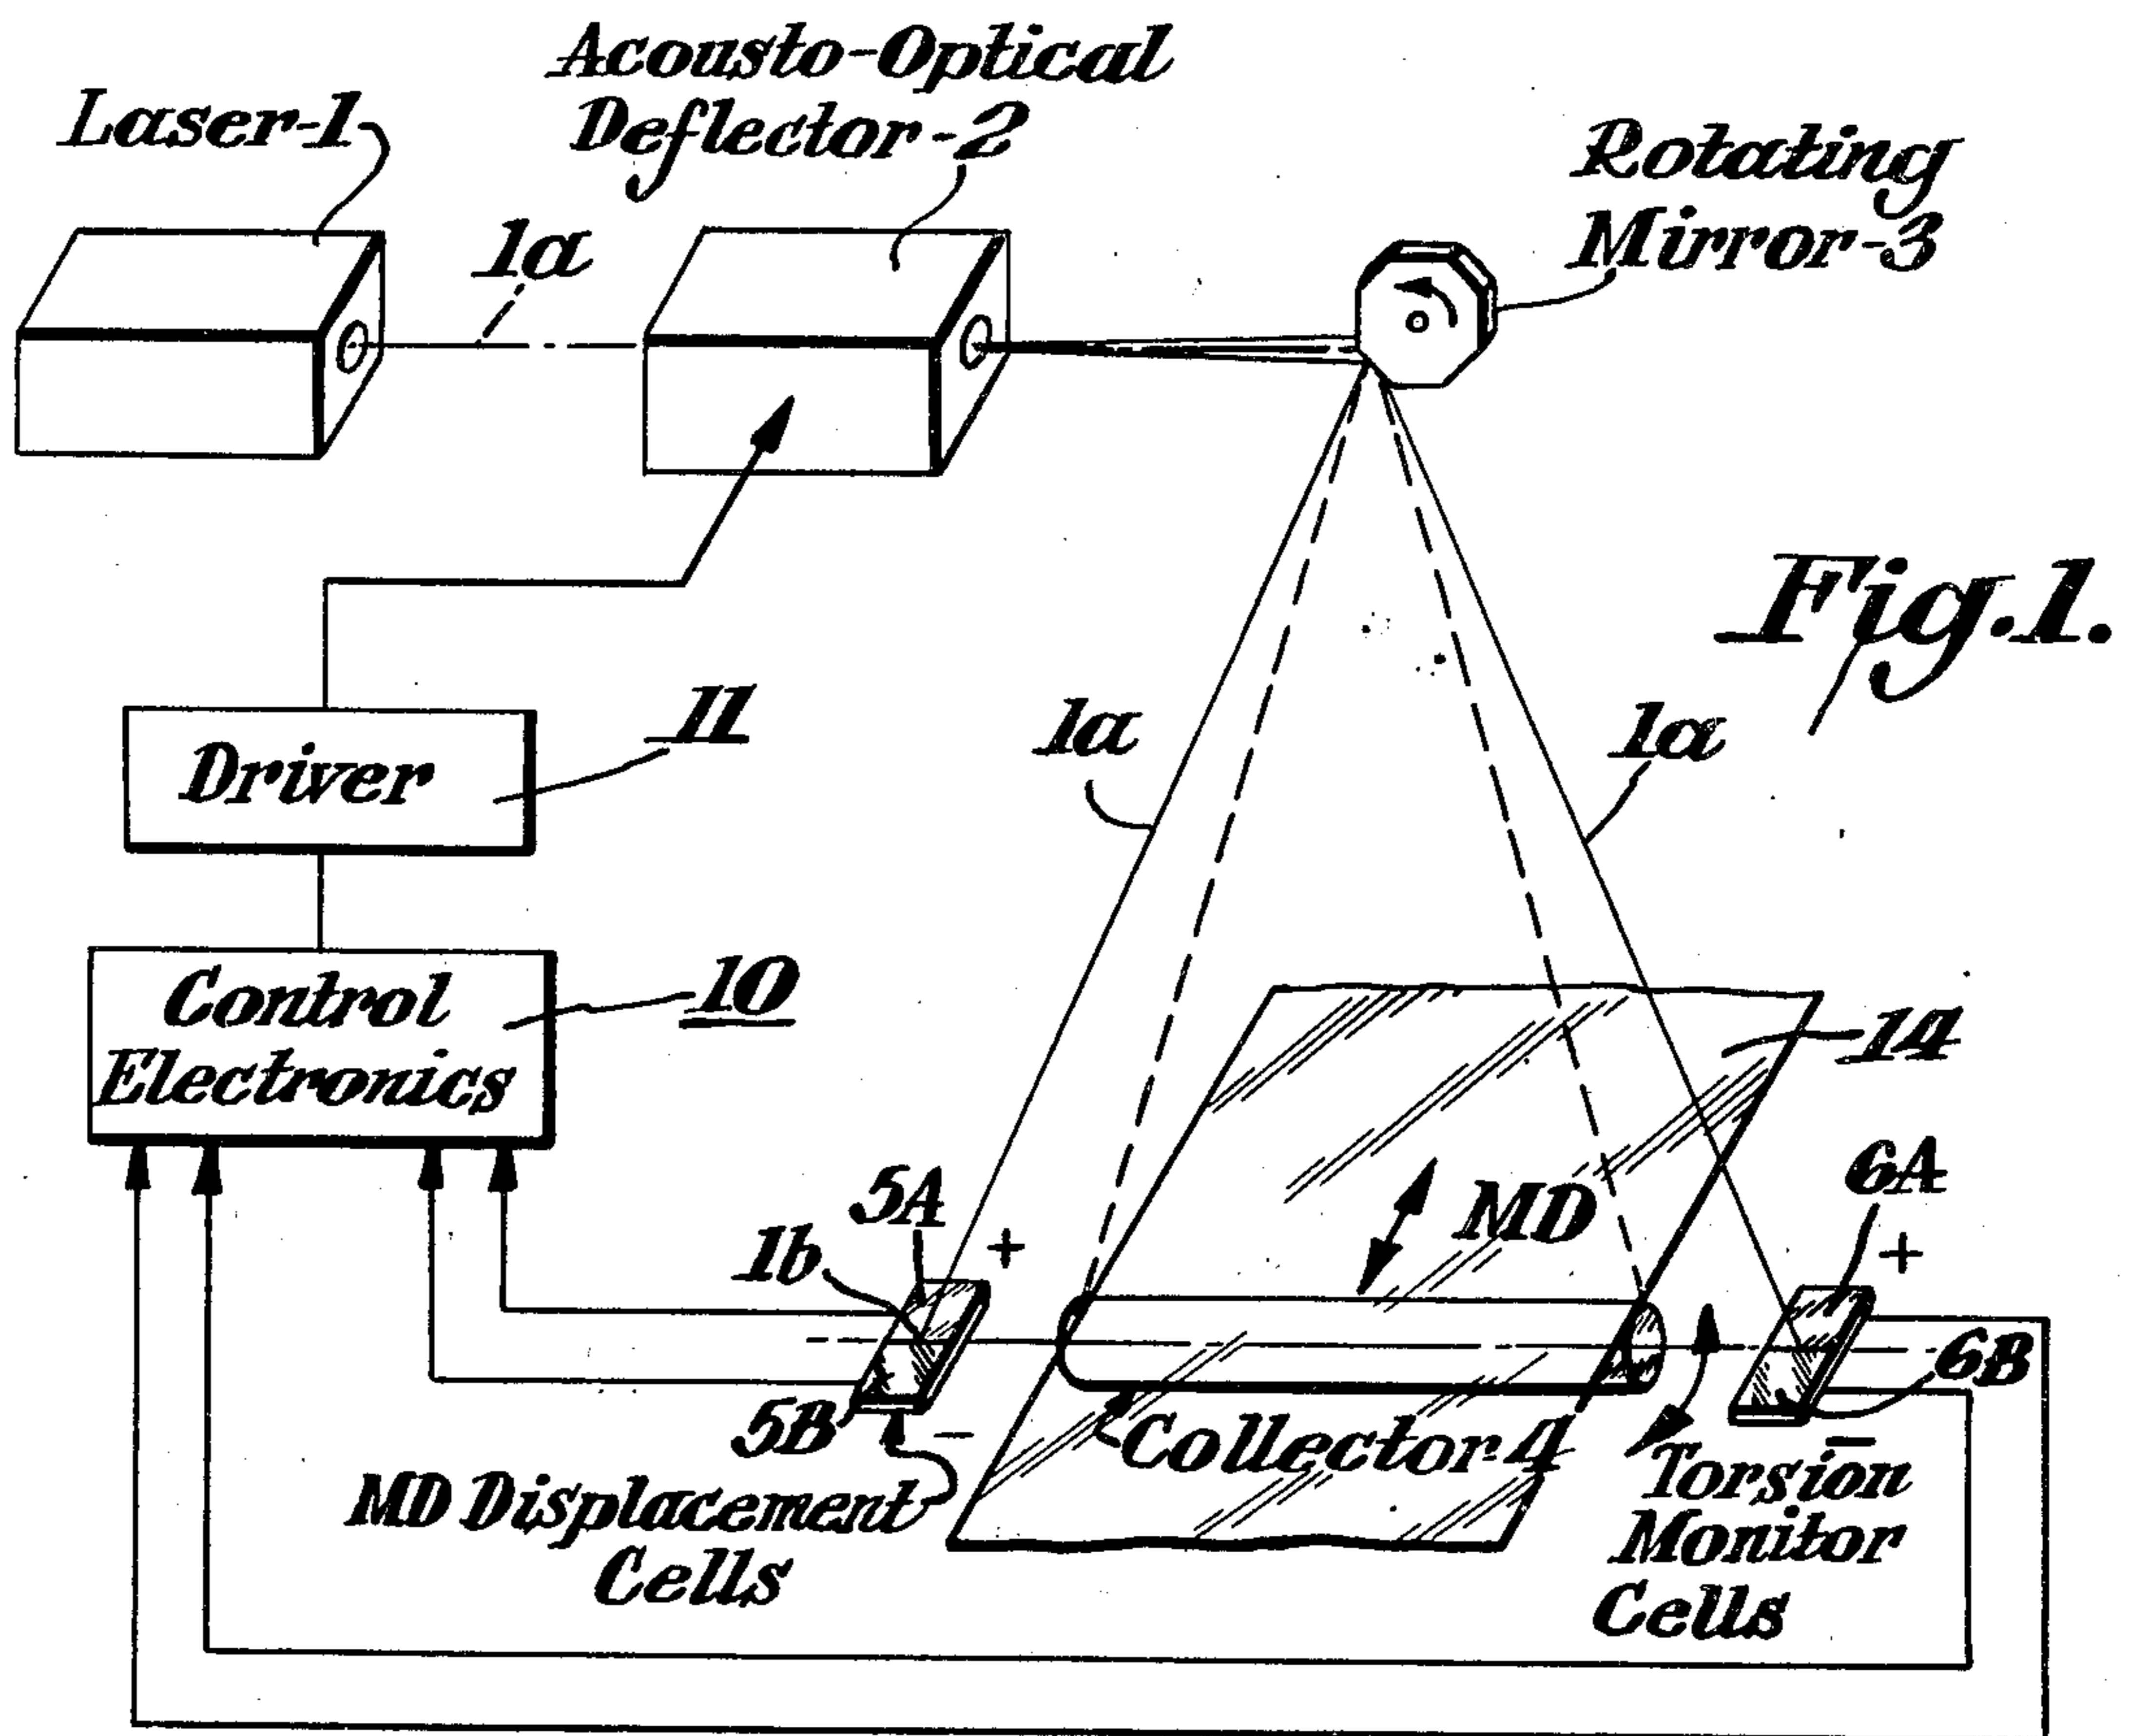 Acousto-Optical
Deflector-2
Laser-1
1a
Rotating
Mirror-3
Fig.1.
11
Driver
1a
1a
10
Control
Electronics
14
5A
+
MD
6A
+
1b
6B
5B
-
Collector 4
-
MD Displacement
Cells
Torsion
Monitor
Cells